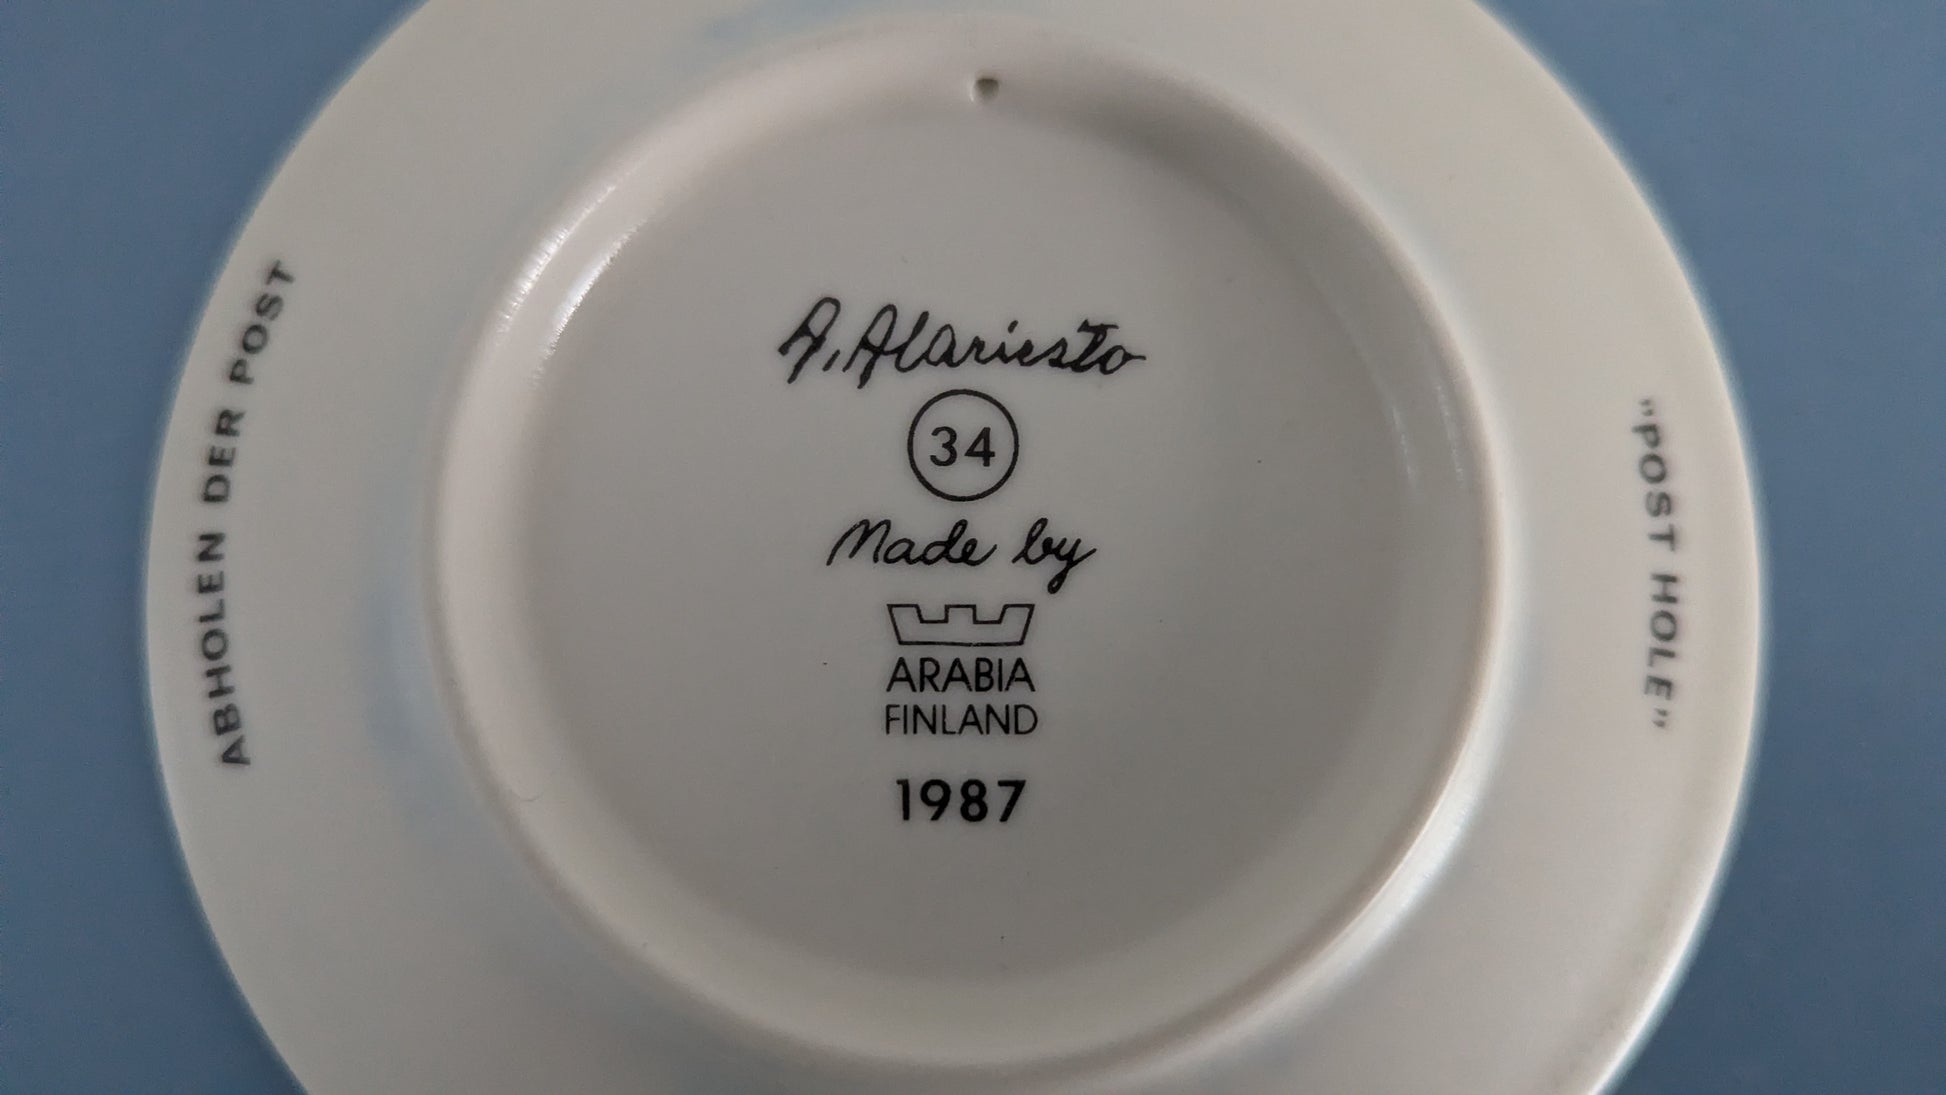 A. Alariesto
34
Made by
ARABIA
FINLAND
1987
ABHOLEN DER POST
"POST HOLE"